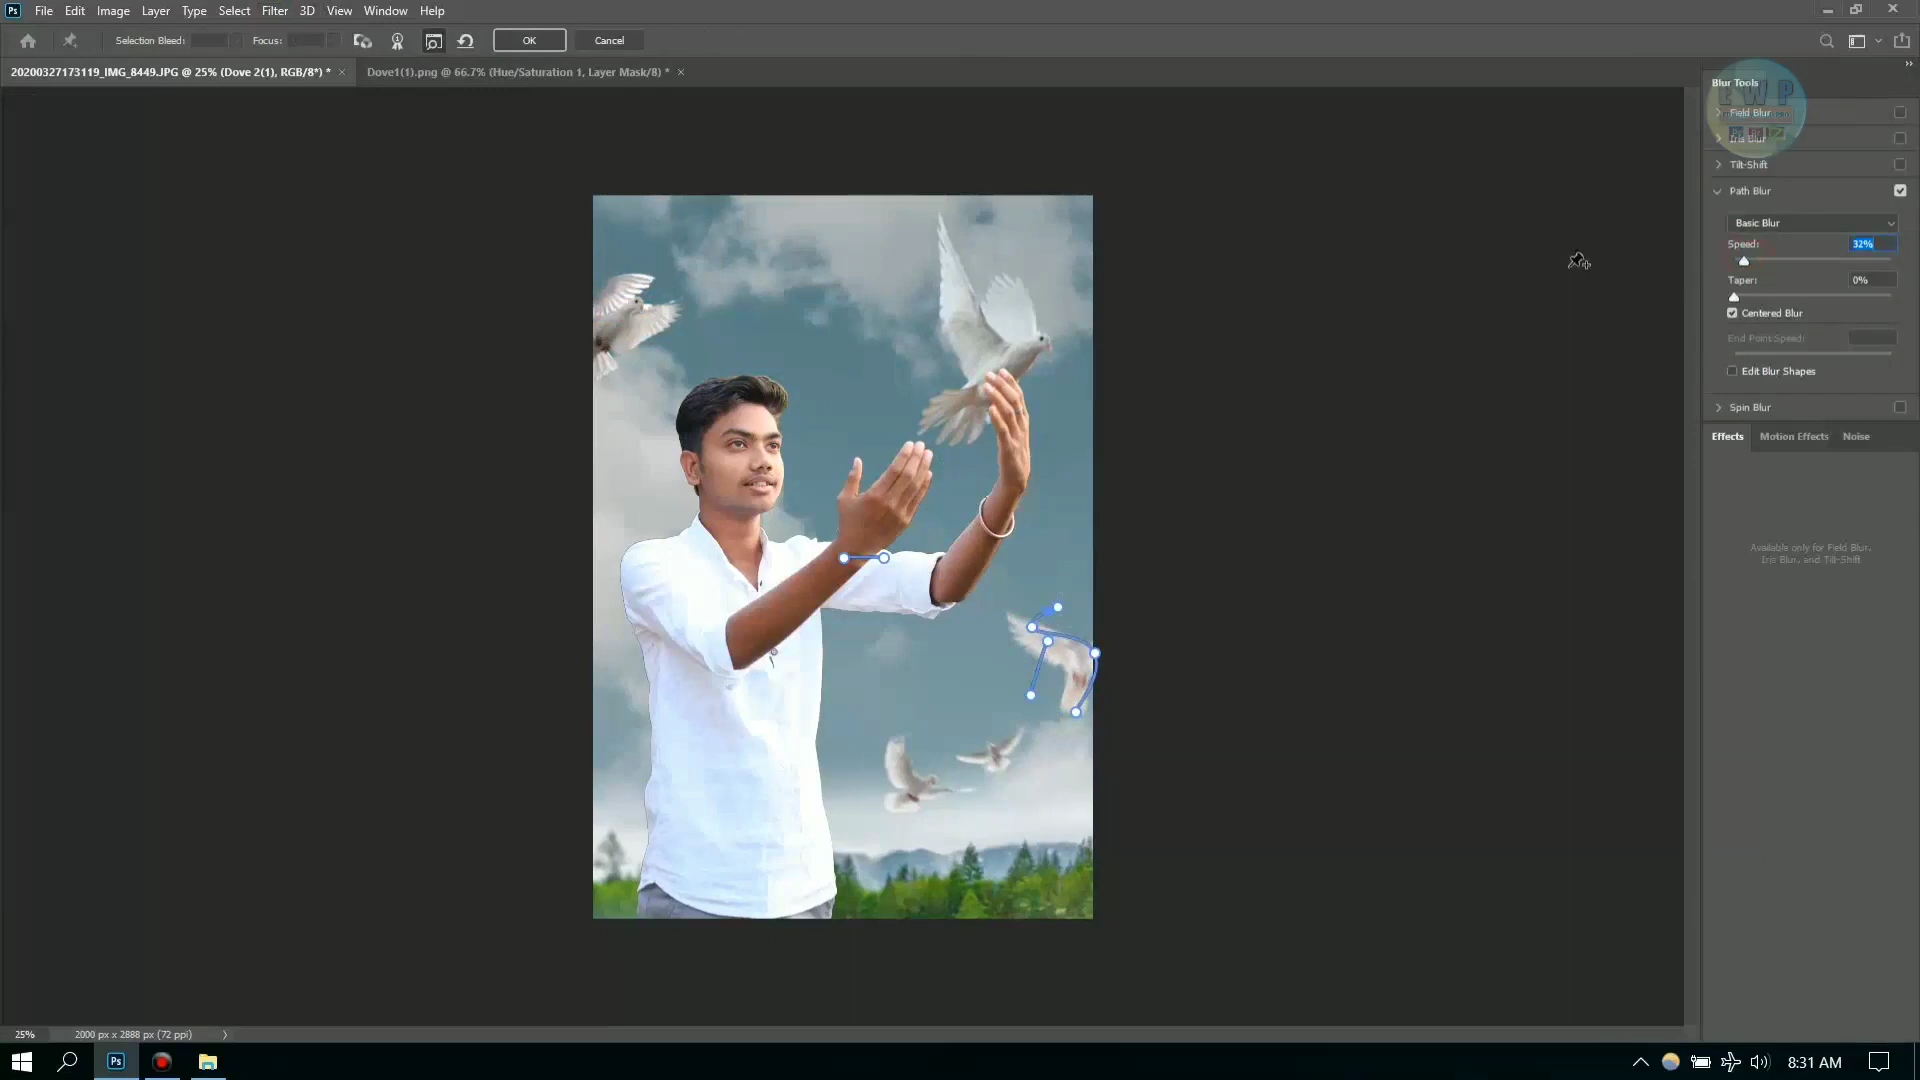 Ps File Edit Image Layer Type Select Filter 3D View Window Help
Selection Bleed: Focus: OK Cancel
20200327173119_IMG_8449.JPG @ 25% (Dove 2(1), RGB/8*) * × Dove1(1).png @ 66.7% (Hue/Saturation 1, Layer Mask/8) * ×
Blur Tools
E W P
Field Blur
Iris Blur
Tilt-Shift
Path Blur
Basic Blur
Speed: 32%
Taper: 0%
Centered Blur
End Point Speed:
Edit Blur Shapes
Spin Blur
Effects Motion Effects Noise
Available only for Field Blur,
Iris Blur, and Tilt-Shift
25% 2000 px x 2888 px (72 ppi)
Ps 8:31 AM